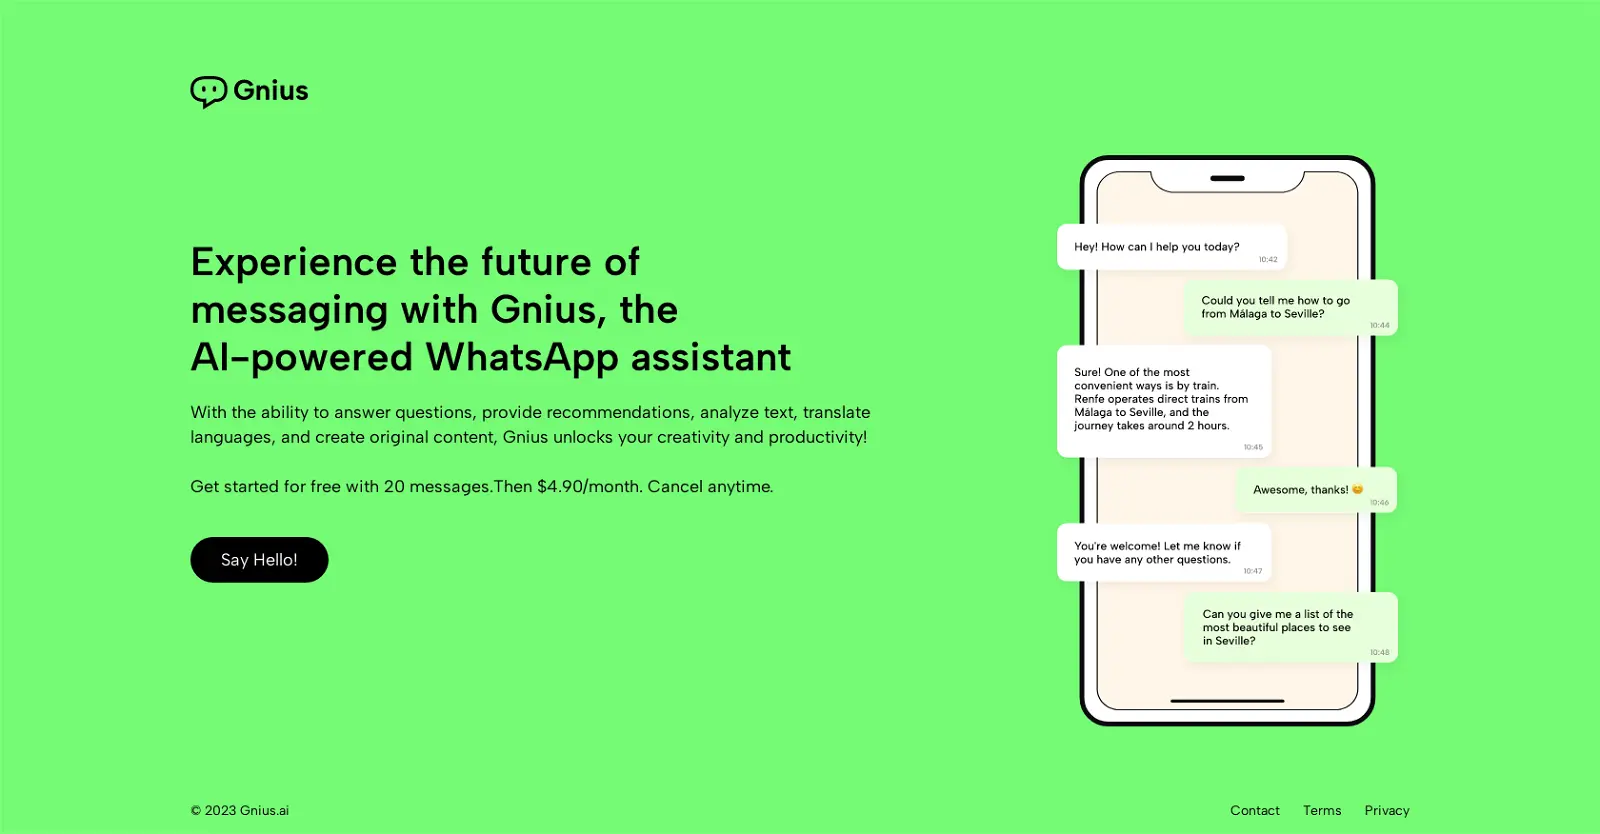 Gnius
Experience the future of
messaging with Gnius, the
AI-powered WhatsApp assistant
With the ability to answer questions, provide recommendations, analyze text, translate
languages, and create original content, Gnius unlocks your creativity and productivity!
Get started for free with 20 messages.Then $4.90/month. Cancel anytime.
Say Hello!
Hey! How can I help you today?
10:42
Could you tell me how to go
from Málaga to Seville?
10:44
Sure! One of the most
convenient ways is by train.
Renfe operates direct trains from
Málaga to Seville, and the
journey takes around 2 hours.
10:45
Awesome, thanks! 😊
10:46
You're welcome! Let me know if
you have any other questions.
10:47
Can you give me a list of the
most beautiful places to see
in Seville?
10:48
© 2023 Gnius.ai
Contact
Terms
Privacy